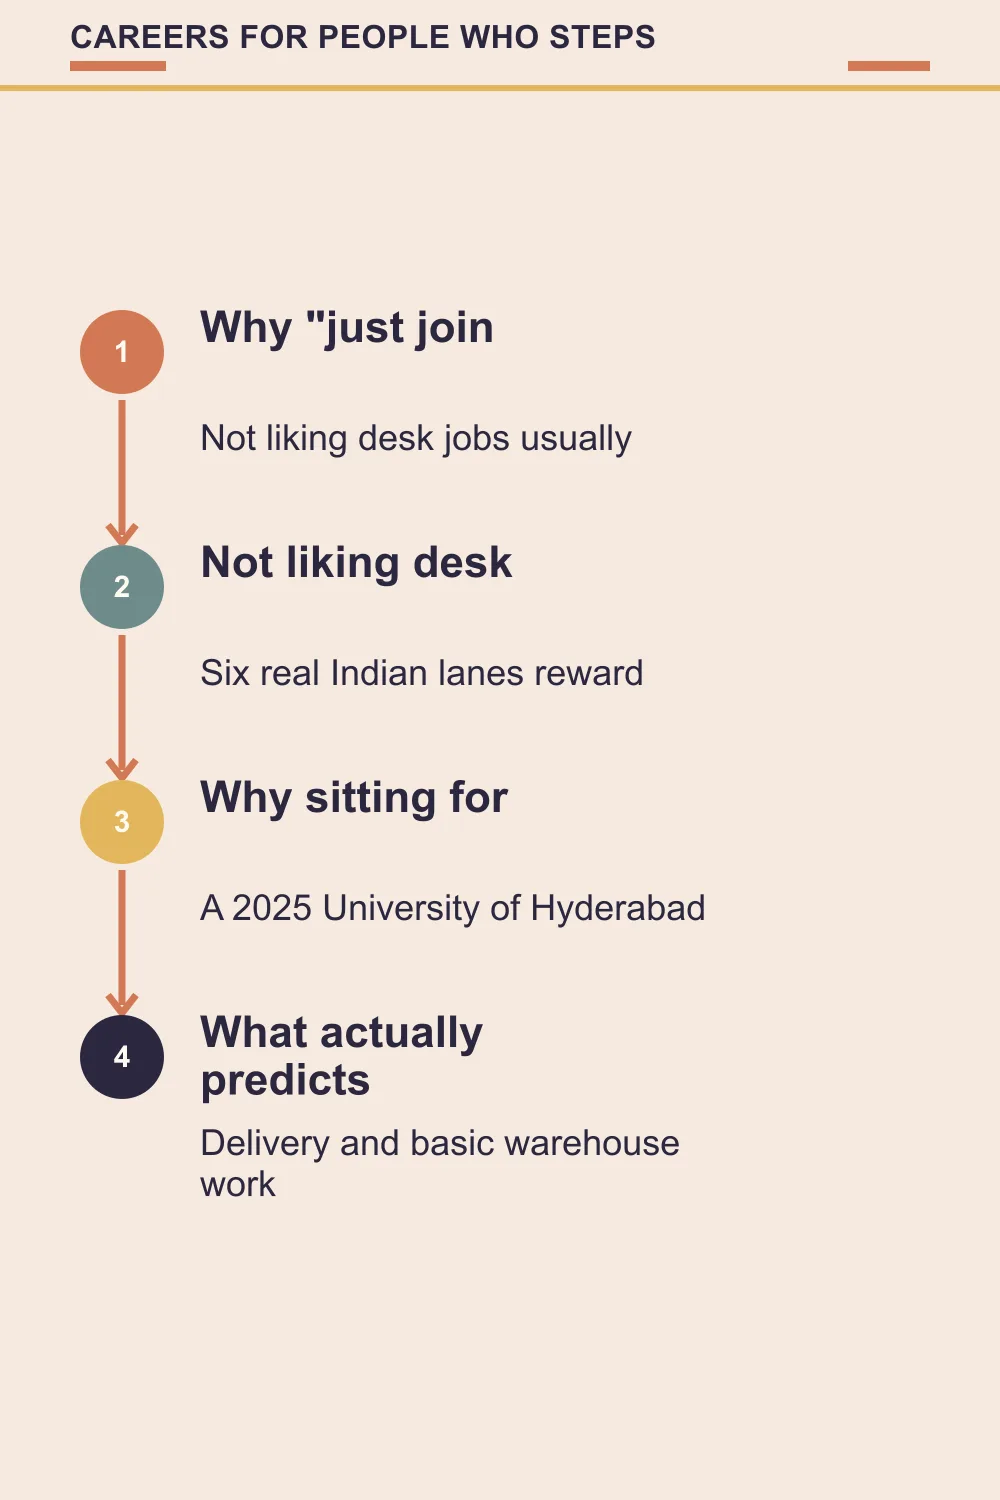 CAREERS FOR PEOPLE WHO STEPS
1
Why "just join
Not liking desk jobs usually
2
Not liking desk
Six real Indian lanes reward
3
Why sitting for
A 2025 University of Hyderabad
4
What actually
predicts
Delivery and basic warehouse
work